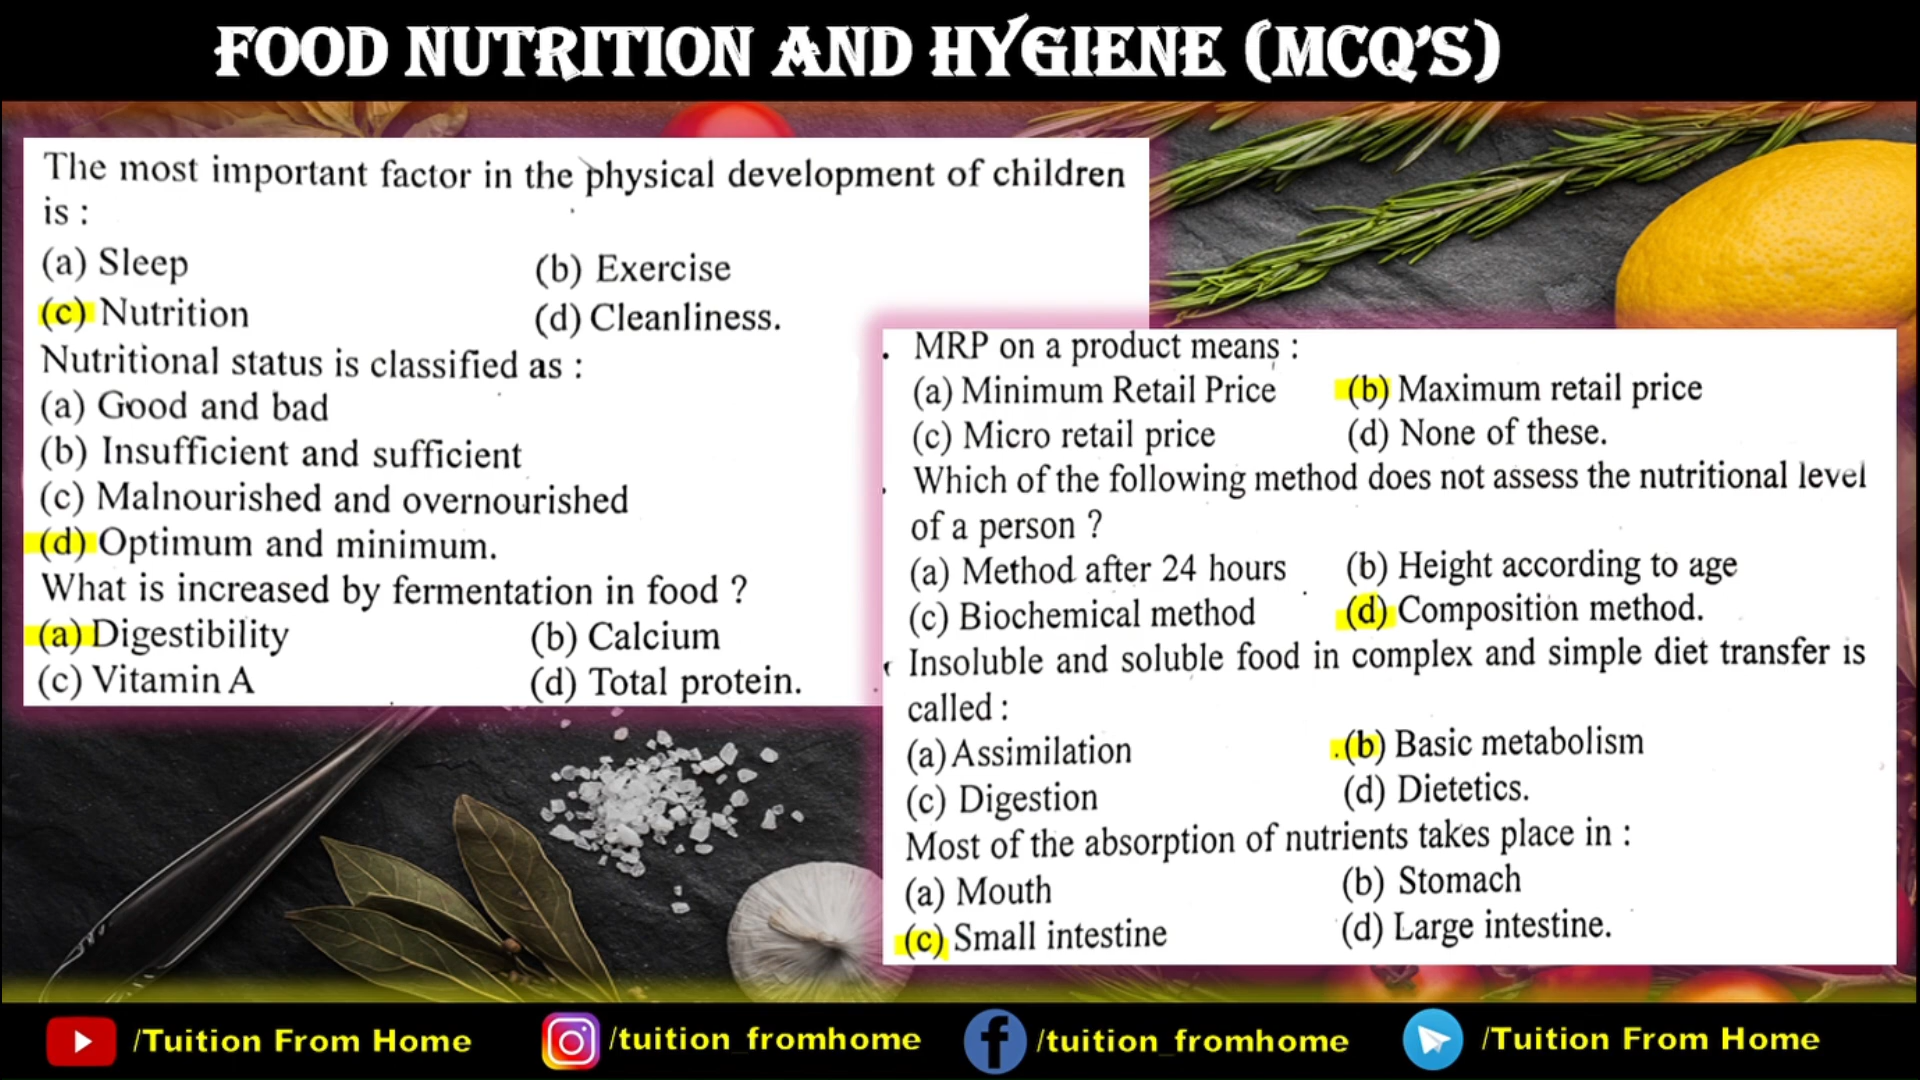 FOOD NUTRITION AND HYGIENE (MCQ'S)
The most important factor in the physical development of children
is :
(a) Sleep (b) Exercise
(c) Nutrition (d) Cleanliness.
Nutritional status is classified as :
(a) Good and bad
(b) Insufficient and sufficient
(c) Malnourished and overnourished
(d) Optimum and minimum.
What is increased by fermentation in food ?
(a) Digestibility (b) Calcium
(c) Vitamin A (d) Total protein.
MRP on a product means :
(a) Minimum Retail Price (b) Maximum retail price
(c) Micro retail price (d) None of these.
Which of the following method does not assess the nutritional level
of a person ?
(a) Method after 24 hours (b) Height according to age
(c) Biochemical method (d) Composition method.
Insoluble and soluble food in complex and simple diet transfer is
called :
(a) Assimilation (b) Basic metabolism
(c) Digestion (d) Dietetics.
Most of the absorption of nutrients takes place in :
(a) Mouth (b) Stomach
(c) Small intestine (d) Large intestine.
/Tuition From Home /tuition_fromhome /tuition_fromhome /Tuition From Home